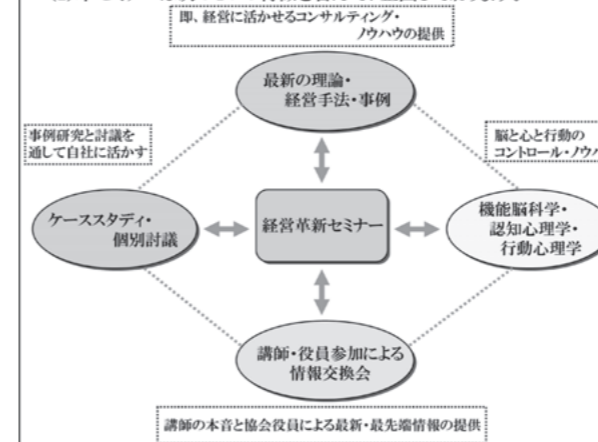 即、経営に活かせるコンサルティング・
ノウハウの提供
最新の理論・
経営手法・事例
事例研究と討議を
通して自社に活かす
脳と心と行動の
コントロール・ノウハ
ケーススタディ・
個別討議
経営革新セミナー
機能脳科学・
認知心理学・
行動心理学
講師・役員参加による
情報交換会
講師の本音と協会役員による最新・最先端情報の提供